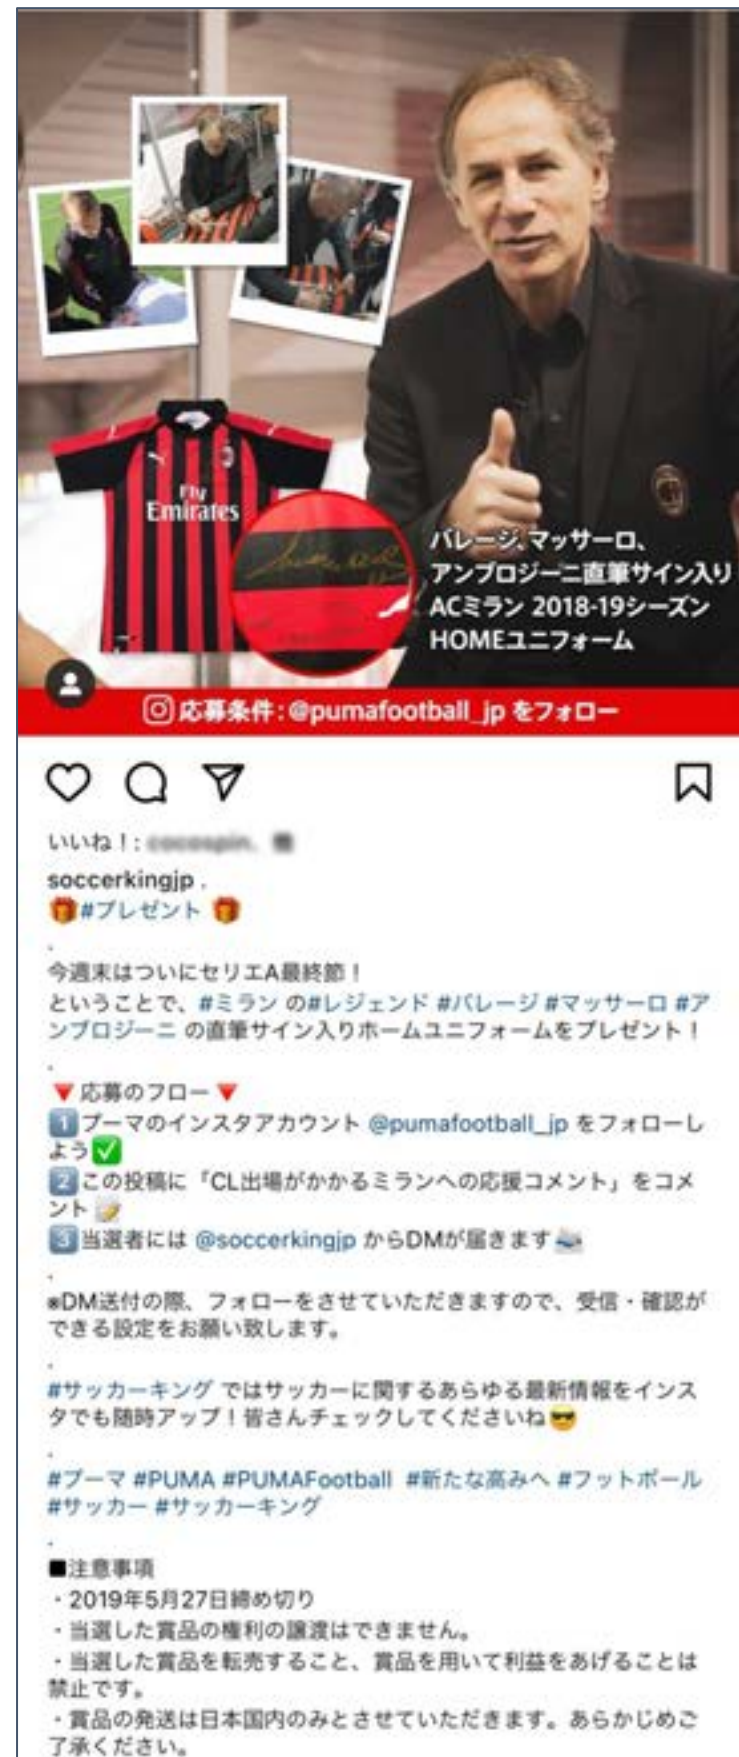 Fly
Emirates
バレージ、マッサーロ、
アンブロジーニ直筆サイン入り
ACミラン 2018-19シーズン
HOMEユニフォーム
応募条件：@pumafootball_jp をフォロー
いいね！:
soccerkingjp .
🎁#プレゼント 🎁
.
今週末はついにセリエA最終節！
ということで、#ミラン の#レジェンド #バレージ #マッサーロ #ア
ンブロジーニ の直筆サイン入りホームユニフォームをプレゼント！
.
🔻応募のフロー🔻
1️⃣プーマのインスタアカウント @pumafootball_jp をフォローし
よう✅
2️⃣この投稿に「CL出場がかかるミランへの応援コメント」をコメ
ント📝
3️⃣当選者には @soccerkingjp からDMが届きます
.
※DM送付の際、フォローをさせていただきますので、受信・確認が
できる設定をお願い致します。
.
#サッカーキング ではサッカーに関するあらゆる最新情報をインス
タでも随時アップ！皆さんチェックしてくださいね😎
.
#プーマ #PUMA #PUMAFootball #新たな高みへ #フットボール
#サッカー #サッカーキング
.
■注意事項
・2019年5月27日締め切り
・当選した賞品の権利の譲渡はできません。
・当選した賞品を転売すること、賞品を用いて利益をあげることは
禁止です。
・賞品の発送は日本国内のみとさせていただきます。あらかじめご
了承ください。